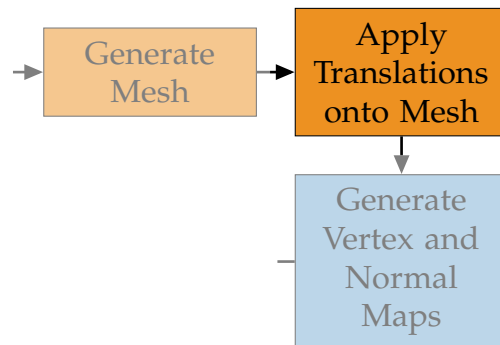 Generate
Mesh
Apply
Translations
onto Mesh
Generate
Vertex and
Normal
Maps